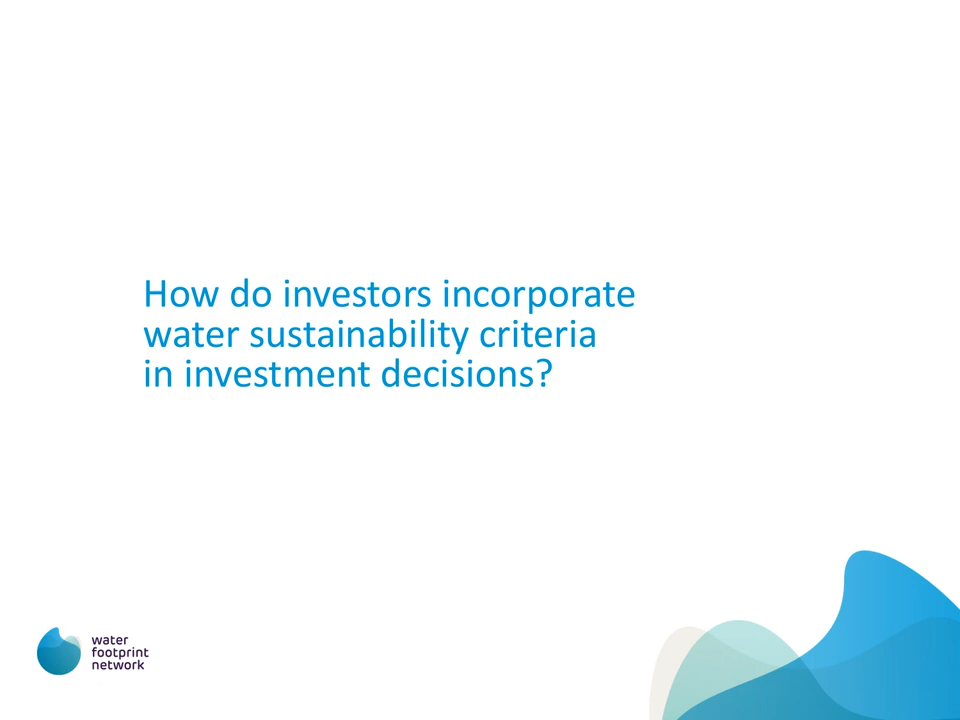 How do investors incorporate
water sustainability criteria
in investment decisions?
water
footprint
network